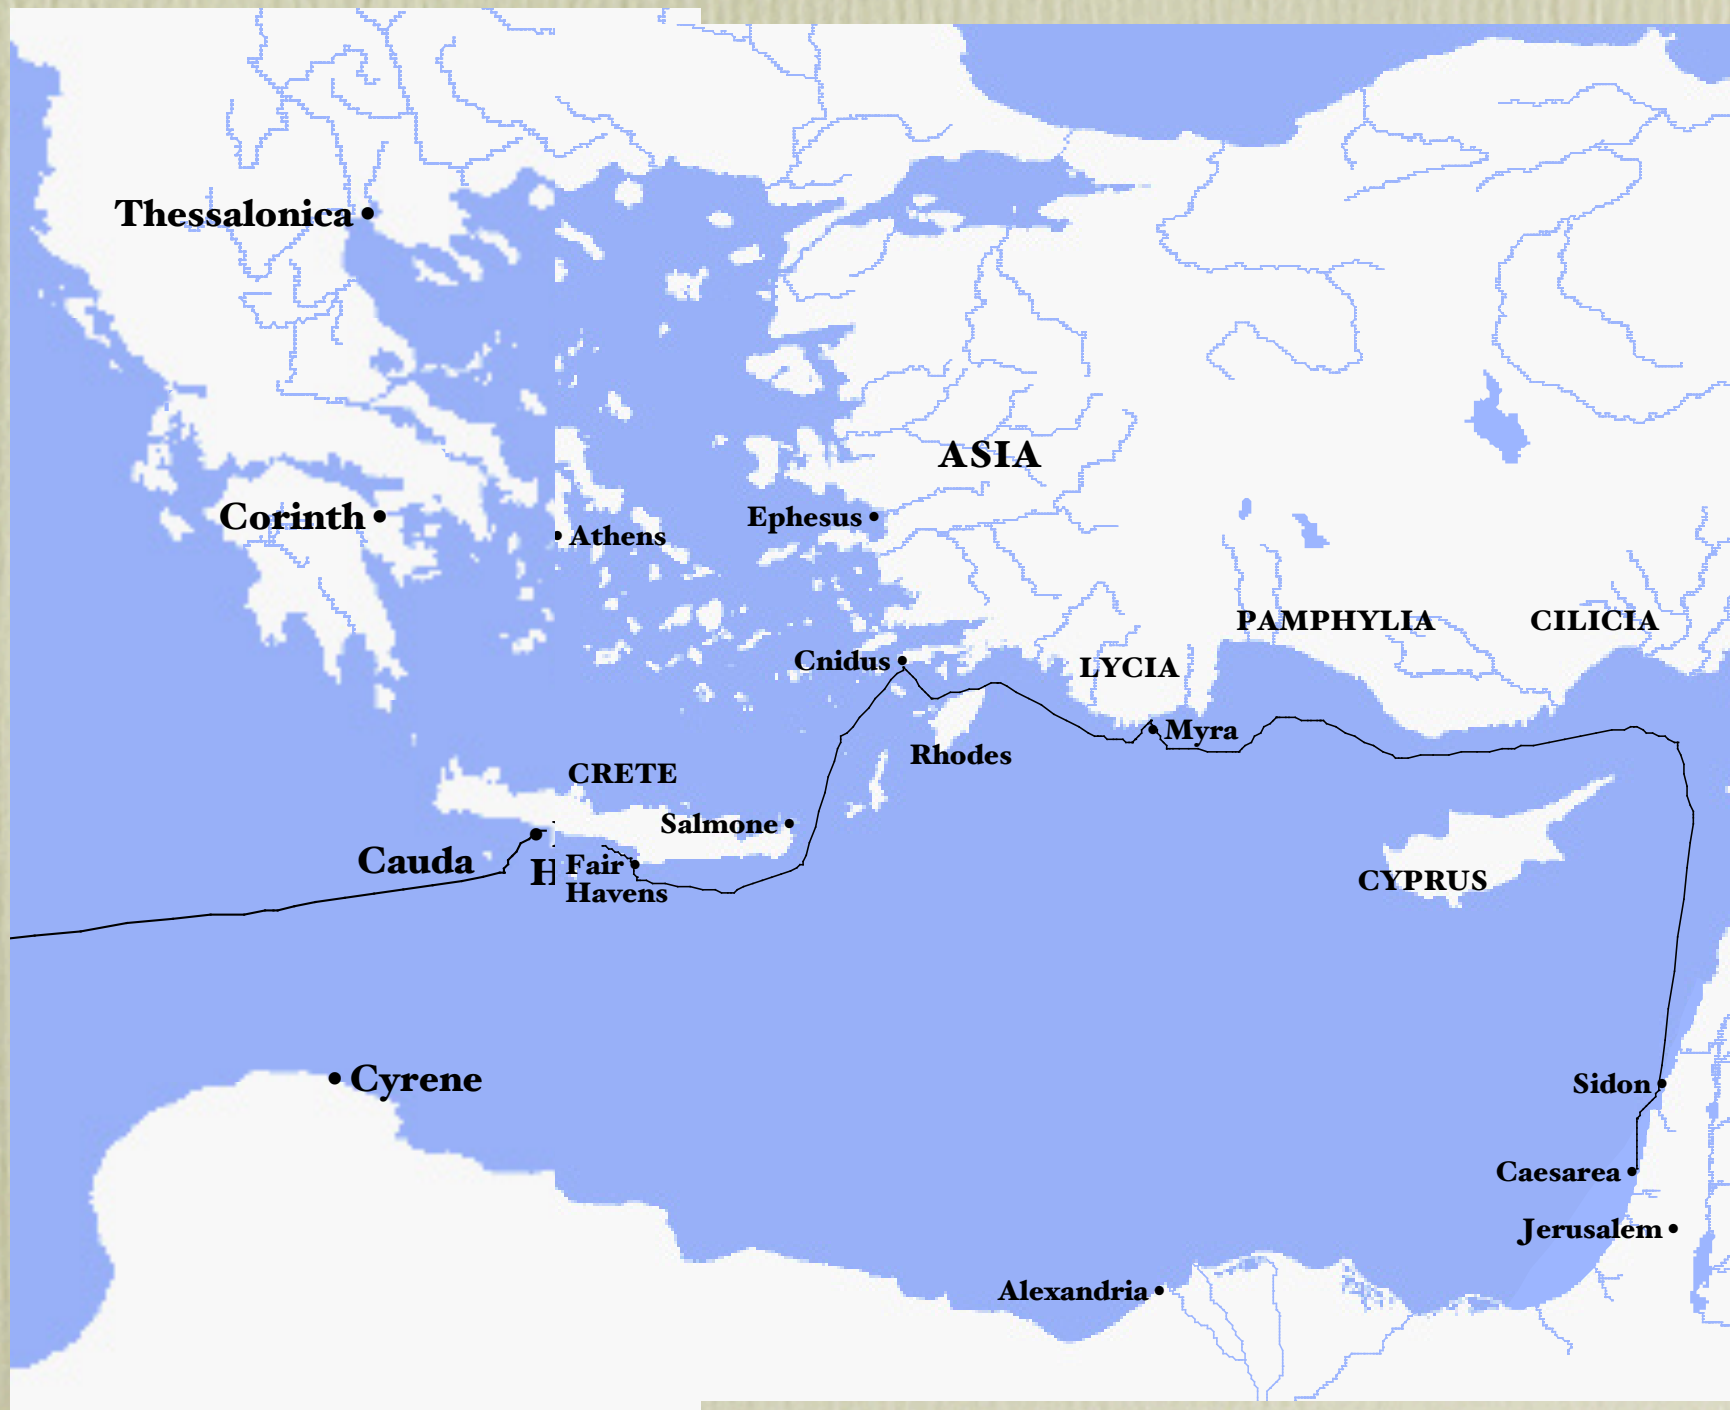 Thessalonica
ASIA
Corinth
Ephesus
Athens
PAMPHYLIA
CILICIA
Cnidus
LYCIA
Myra
Rhodes
CRETE
Salmone
Cauda
H
Fair
Havens
CYPRUS
Cyrene
Sidon
Caesarea
Jerusalem
Alexandria